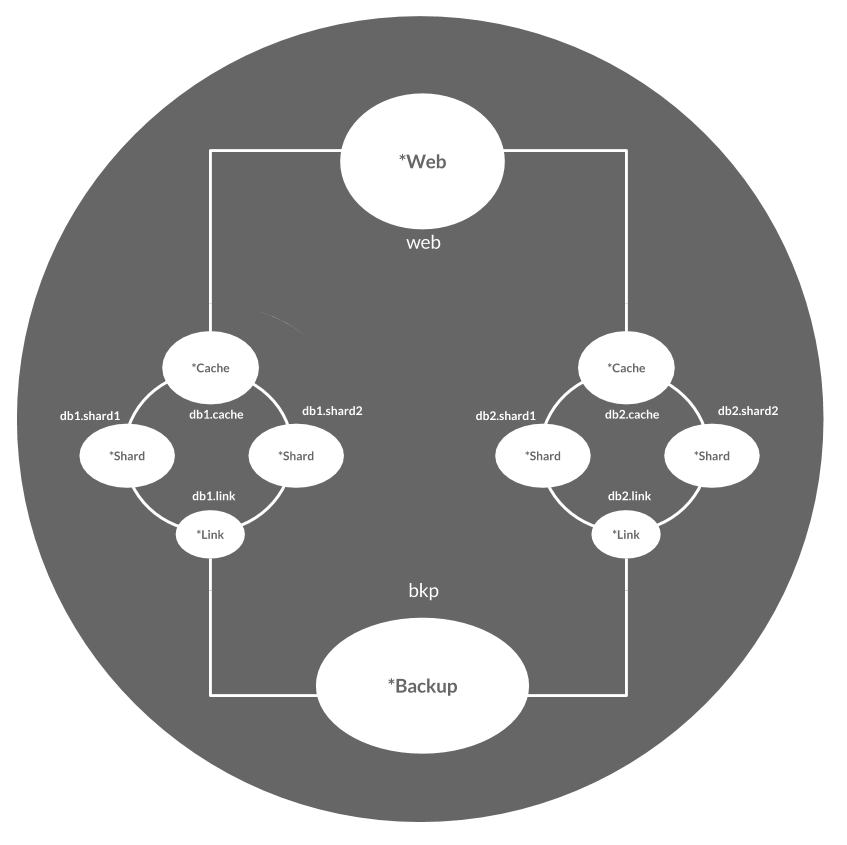 *Web
web
*Cache
*Cache
db1.shard1
db1.cache
db1.shard2
db2.shard1
db2.cache
db2.shard2
*Shard
*Shard
*Shard
*Shard
db1.link
db2.link
*Link
*Link
bkp
*Backup